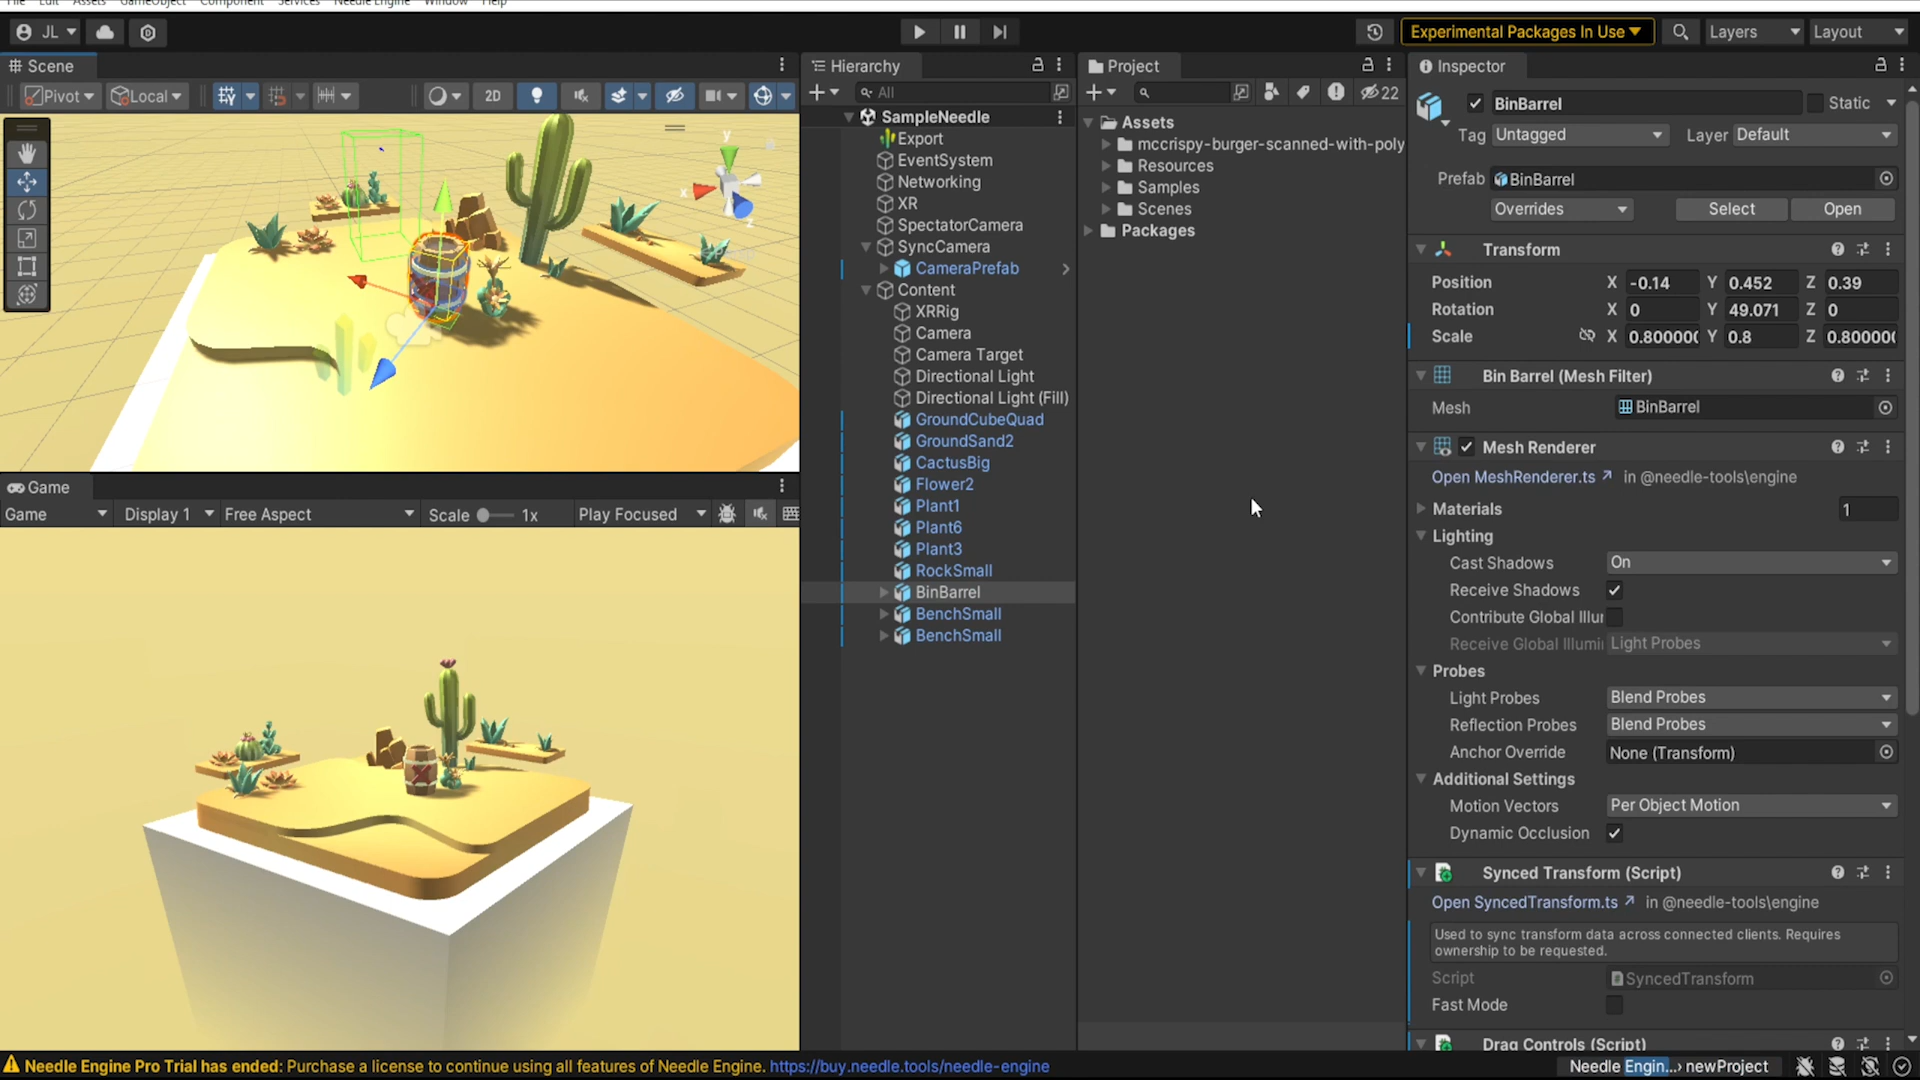 File Edit Assets GameObject Component Services Needle Engine Window Help
JL
Experimental Packages In Use
Layers
Layout
Scene
Pivot
Local
2D
y
x
z
Game
Game
Display 1
Free Aspect
Scale
1x
Play Focused
Hierarchy
All
SampleNeedle
Export
EventSystem
Networking
XR
SpectatorCamera
SyncCamera
CameraPrefab
Content
XRRig
Camera
Camera Target
Directional Light
Directional Light (Fill)
GroundCubeQuad
GroundSand2
CactusBig
Flower2
Plant1
Plant6
Plant3
RockSmall
BinBarrel
BenchSmall
BenchSmall
Project
22
Assets
mccrispy-burger-scanned-with-poly
Resources
Samples
Scenes
Packages
Inspector
BinBarrel
Static
Tag Untagged Layer Default
Prefab BinBarrel
Overrides Select Open
Transform
Position X -0.14 Y 0.452 Z 0.39
Rotation X 0 Y 49.071 Z 0
Scale X 0.800000 Y 0.8 Z 0.800000
Bin Barrel (Mesh Filter)
Mesh BinBarrel
Mesh Renderer
Open MeshRenderer.ts ↗ in @needle-tools\engine
Materials 1
Lighting
Cast Shadows On
Receive Shadows
Contribute Global Illur
Receive Global Illumi Light Probes
Probes
Light Probes Blend Probes
Reflection Probes Blend Probes
Anchor Override None (Transform)
Additional Settings
Motion Vectors Per Object Motion
Dynamic Occlusion
Synced Transform (Script)
Open SyncedTransform.ts ↗ in @needle-tools\engine
Used to sync transform data across connected clients. Requires
ownership to be requested.
Script SyncedTransform
Fast Mode
Drag Controls (Script)
Needle Engine Pro Trial has ended: Purchase a license to continue using all features of Needle Engine. https://buy.needle.tools/needle-engine
Needle Engin...› newProject